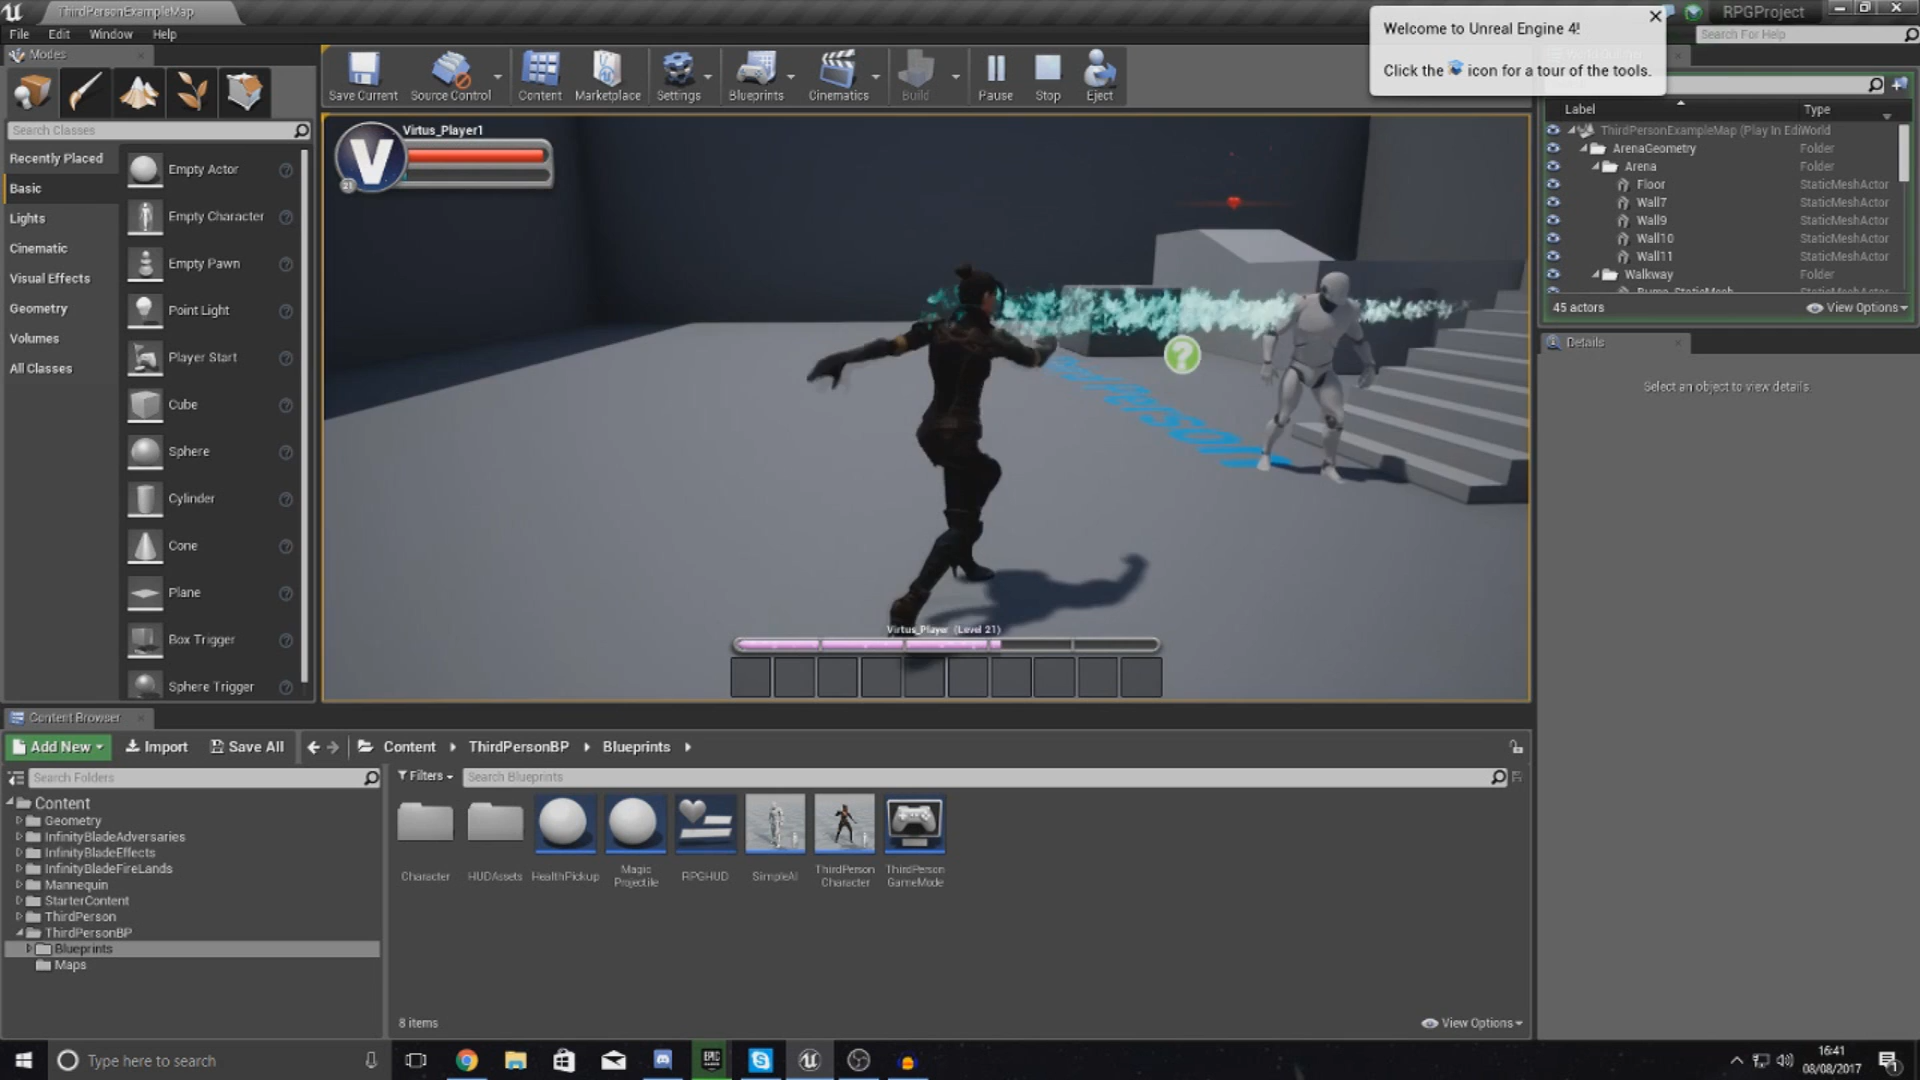 ThirdPersonExampleMap
RPGProject
File Edit Window Help
Search For Help
Welcome to Unreal Engine 4!
Click the icon for a tour of the tools.
Modes
Save Current
Source Control
Content
Marketplace
Settings
Blueprints
Cinematics
Build
Pause
Stop
Eject
Search Classes
Recently Placed
Basic
Lights
Cinematic
Visual Effects
Geometry
Volumes
All Classes
Empty Actor
Empty Character
Empty Pawn
Point Light
Player Start
Cube
Sphere
Cylinder
Cone
Plane
Box Trigger
Sphere Trigger
Virtus_Player1
V
21
?
Virtus_Player (Level 21)
Label Type
ThirdPersonExampleMap (Play In Edi World
ArenaGeometry Folder
Arena Folder
Floor StaticMeshActor
Wall7 StaticMeshActor
Wall9 StaticMeshActor
Wall10 StaticMeshActor
Wall11 StaticMeshActor
Walkway Folder
45 actors
View Options
Details
Select an object to view details.
Content Browser
Add New Import Save All Content ThirdPersonBP Blueprints
Search Folders
Filters
Search Blueprints
Content
Geometry
InfinityBladeAdversaries
InfinityBladeEffects
InfinityBladeFireLands
Mannequin
StarterContent
ThirdPerson
ThirdPersonBP
Blueprints
Maps
Character
HUDAssets
HealthPickup
Magic
Projectile
RPGHUD
SimpleAI
ThirdPerson
Character
ThirdPerson
GameMode
8 items
View Options
Type here to search
EPIC
GAMES
16:41
08/08/2017
1